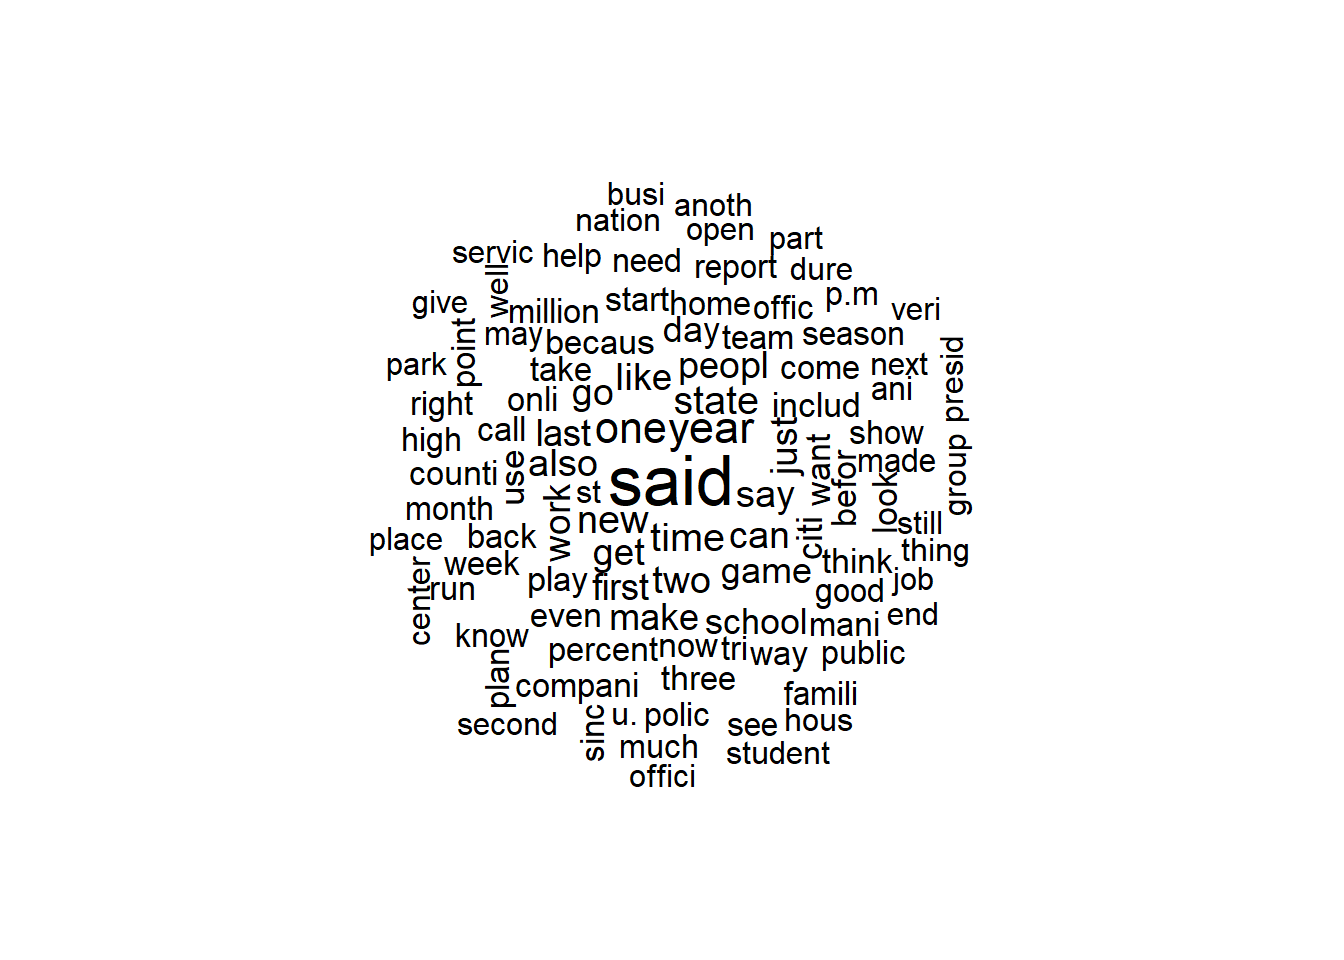 busi
anoth
nation
open
part
servic
help
need
report
dure
well
give
million
start
home
offic
p.m
veri
point
may
becaus
day
team
season
park
take
like
peopl
come
next
presid
right
onli
go
state
includ
ani
high
call
last
one
year
just
want
show
counti
use
also
said
say
befor
made
group
month
work
st
new
time
can
citi
look
still
place
back
get
think
thing
center
week
run
play
first
two
game
good
job
know
even
make
school
mani
end
percent
now
tri
way
public
plan
compani
three
famili
second
sinc
u.
polic
see
hous
much
student
offici